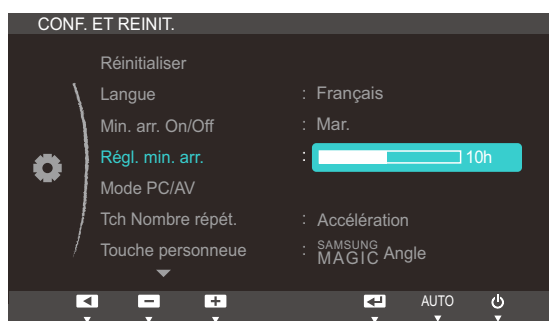 CONF. ET REINIT.
Réinitialiser
Langue : Français
Min. arr. On/Off : Mar.
Régl. min. arr. : 10h
Mode PC/AV
Tch Nombre répét. : Accélération
Touche personneue : SAMSUNG MAGIC Angle
AUTO